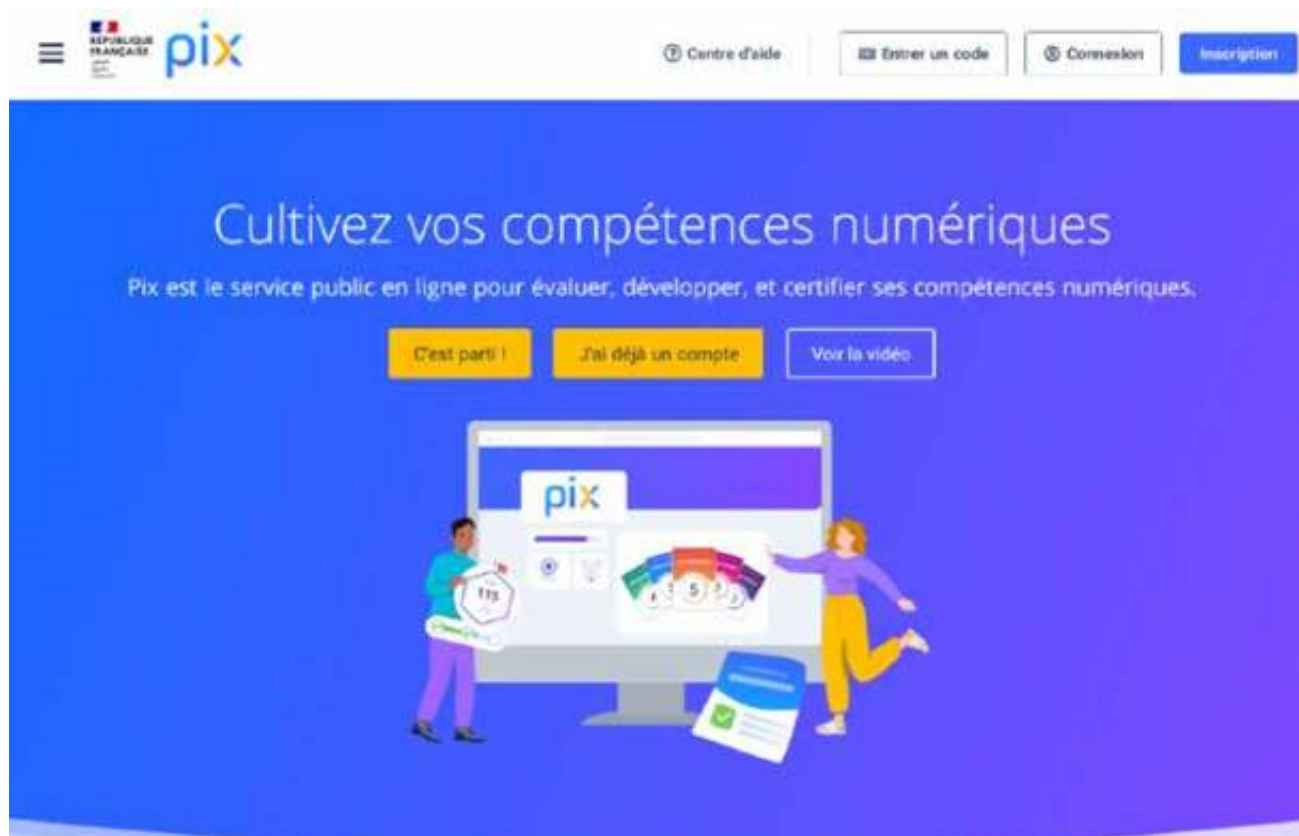 RÉPUBLIQUE
FRANÇAISE
pix
Centre d'aide
Entrer un code
Connexion
Inscription
Cultivez vos compétences numériques
Pix est le service public en ligne pour évaluer, développer, et certifier ses compétences numériques.
C'est parti !
J'ai déjà un compte
Voir la vidéo
pix
115
5